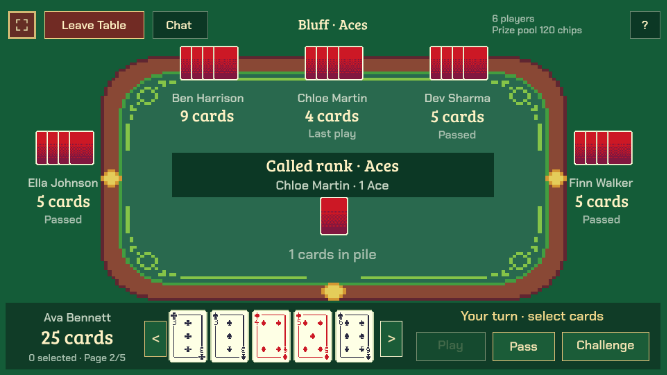 Leave Table
Chat
Bluff · Aces
6 players
Prize pool 120 chips
?
Ben Harrison
9 cards
Chloe Martin
4 cards
Last play
Dev Sharma
5 cards
Passed
Ella Johnson
5 cards
Passed
Finn Walker
5 cards
Passed
Called rank · Aces
Chloe Martin · 1 Ace
1 cards in pile
Ava Bennett
25 cards
0 selected · Page 2/5
<
>
Your turn · select cards
Play
Pass
Challenge